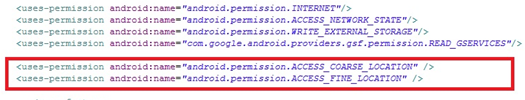 <uses-permission android:name="android.permission.INTERNET"/>
<uses-permission android:name="android.permission.ACCESS_NETWORK_STATE"/>
<uses-permission android:name="android.permission.WRITE_EXTERNAL_STORAGE"/>
<uses-permission android:name="com.google.android.providers.gsf.permission.READ_GSERVICES"/>
<uses-permission android:name="android.permission.ACCESS_COARSE_LOCATION" />
<uses-permission android:name="android.permission.ACCESS_FINE_LOCATION" />